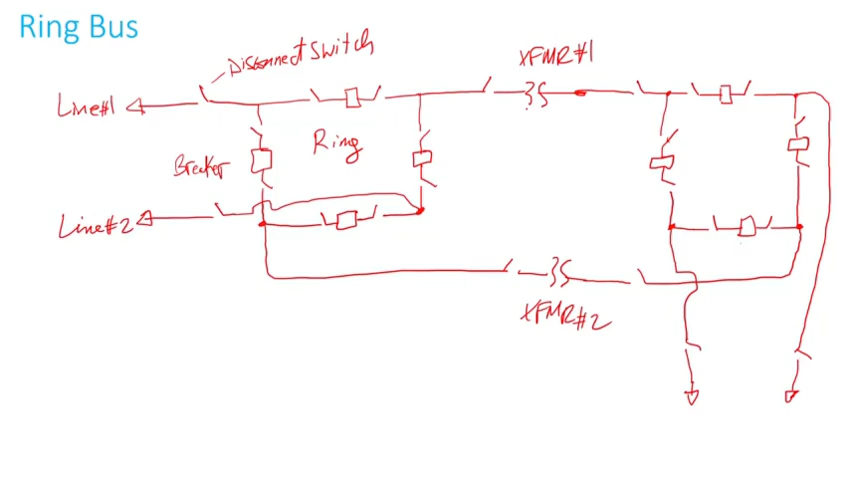 Ring Bus
Disconnect Switch
XFMR#1
Line#1
Ring
Breaker
Line#2
XFMR#2